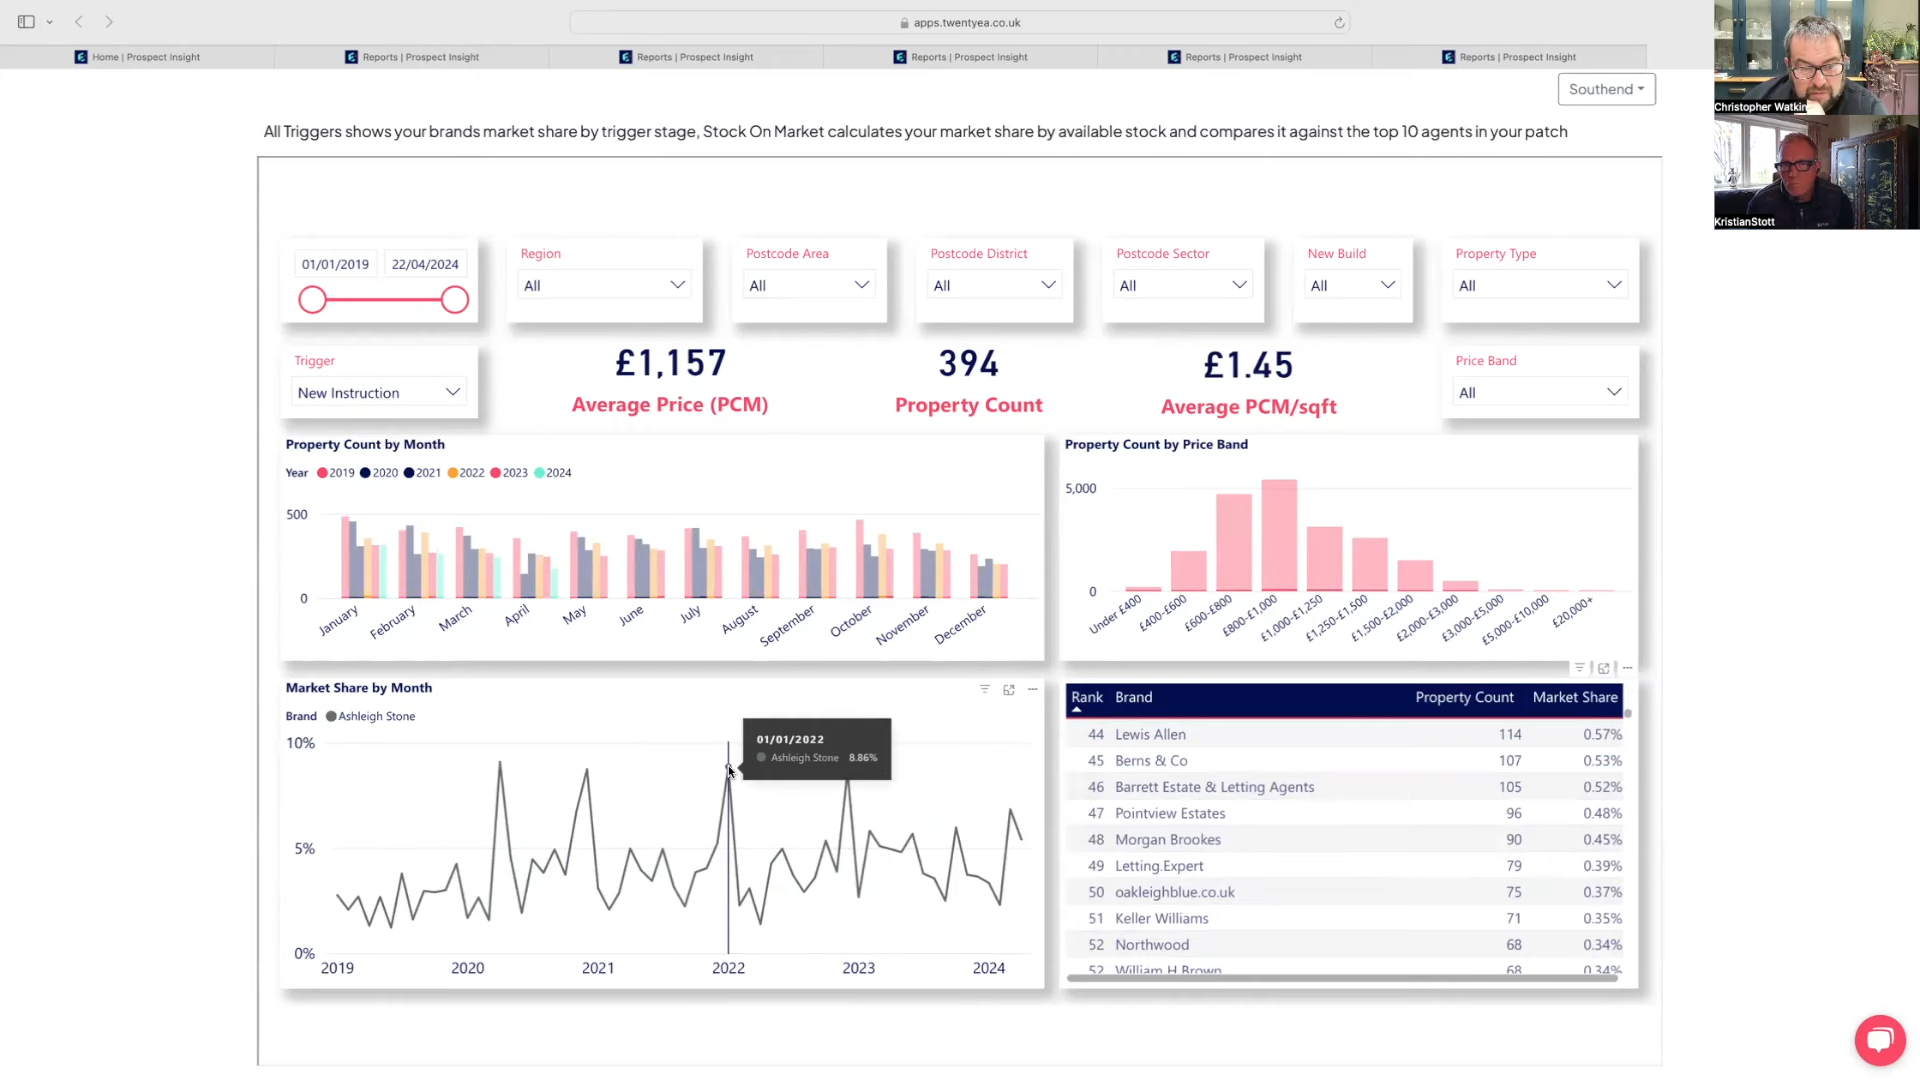 apps.twentyea.co.uk
Home | Prospect Insight
Reports | Prospect Insight
Reports | Prospect Insight
Reports | Prospect Insight
Reports | Prospect Insight
Reports | Prospect Insight
Christopher Watkin
KristianStott
Southend
All Triggers shows your brands market share by trigger stage, Stock On Market calculates your market share by available stock and compares it against the top 10 agents in your patch
01/01/2019 22/04/2024
Region
All
Postcode Area
All
Postcode District
All
Postcode Sector
All
New Build
All
Property Type
All
Trigger
New Instruction
£1,157
Average Price (PCM)
394
Property Count
£1.45
Average PCM/sqft
Price Band
All
Property Count by Month
Year 2019 2020 2021 2022 2023 2024
500
0
January February March April May June July August September October November December
Property Count by Price Band
5,000
0
Under £400 £400-£600 £600-£800 £800-£1,000 £1,000-£1,250 £1,250-£1,500 £1,500-£2,000 £2,000-£3,000 £3,000-£5,000 £5,000-£10,000 £20,000+
Market Share by Month
Brand Ashleigh Stone
10%
5%
0%
2019 2020 2021 2022 2023 2024
01/01/2022
Ashleigh Stone 8.86%
Rank Brand Property Count Market Share
44 Lewis Allen 114 0.57%
45 Berns & Co 107 0.53%
46 Barrett Estate & Letting Agents 105 0.52%
47 Pointview Estates 96 0.48%
48 Morgan Brookes 90 0.45%
49 Letting.Expert 79 0.39%
50 oakleighblue.co.uk 75 0.37%
51 Keller Williams 71 0.35%
52 Northwood 68 0.34%
52 William H Brown 68 0.34%